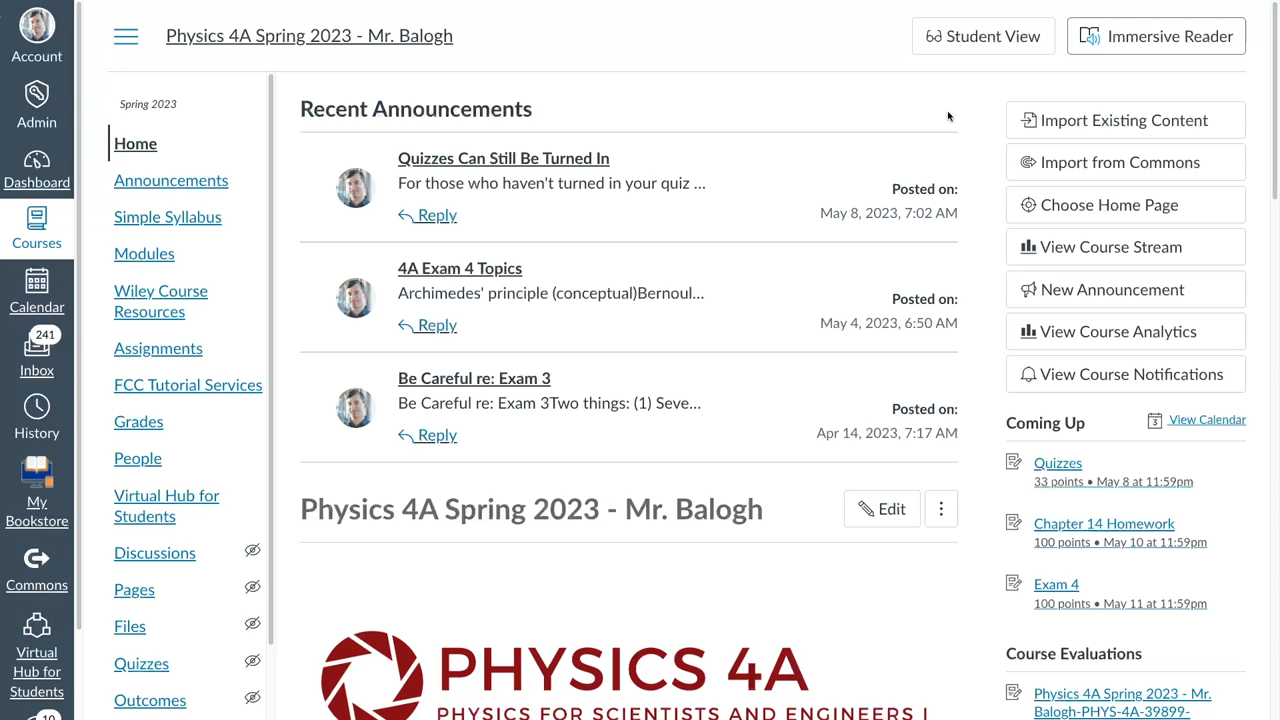 Account
Admin
Dashboard
Courses
Calendar
241
Inbox
History
My
Bookstore
Commons
Virtual
Hub for
Students
10
Physics 4A Spring 2023 - Mr. Balogh
Student View
Immersive Reader
Spring 2023
Home
Announcements
Simple Syllabus
Modules
Wiley Course
Resources
Assignments
FCC Tutorial Services
Grades
People
Virtual Hub for
Students
Discussions
Pages
Files
Quizzes
Outcomes
Recent Announcements
Quizzes Can Still Be Turned In
For those who haven't turned in your quiz ...
Reply
Posted on:
May 8, 2023, 7:02 AM
4A Exam 4 Topics
Archimedes' principle (conceptual)Bernoul...
Reply
Posted on:
May 4, 2023, 6:50 AM
Be Careful re: Exam 3
Be Careful re: Exam 3Two things: (1) Seve...
Reply
Posted on:
Apr 14, 2023, 7:17 AM
Physics 4A Spring 2023 - Mr. Balogh
Edit
PHYSICS 4A
PHYSICS FOR SCIENTISTS AND ENGINEERS I
Import Existing Content
Import from Commons
Choose Home Page
View Course Stream
New Announcement
View Course Analytics
View Course Notifications
Coming Up
3 View Calendar
Quizzes
33 points • May 8 at 11:59pm
Chapter 14 Homework
100 points • May 10 at 11:59pm
Exam 4
100 points • May 11 at 11:59pm
Course Evaluations
Physics 4A Spring 2023 - Mr.
Balogh-PHYS-4A-39899-